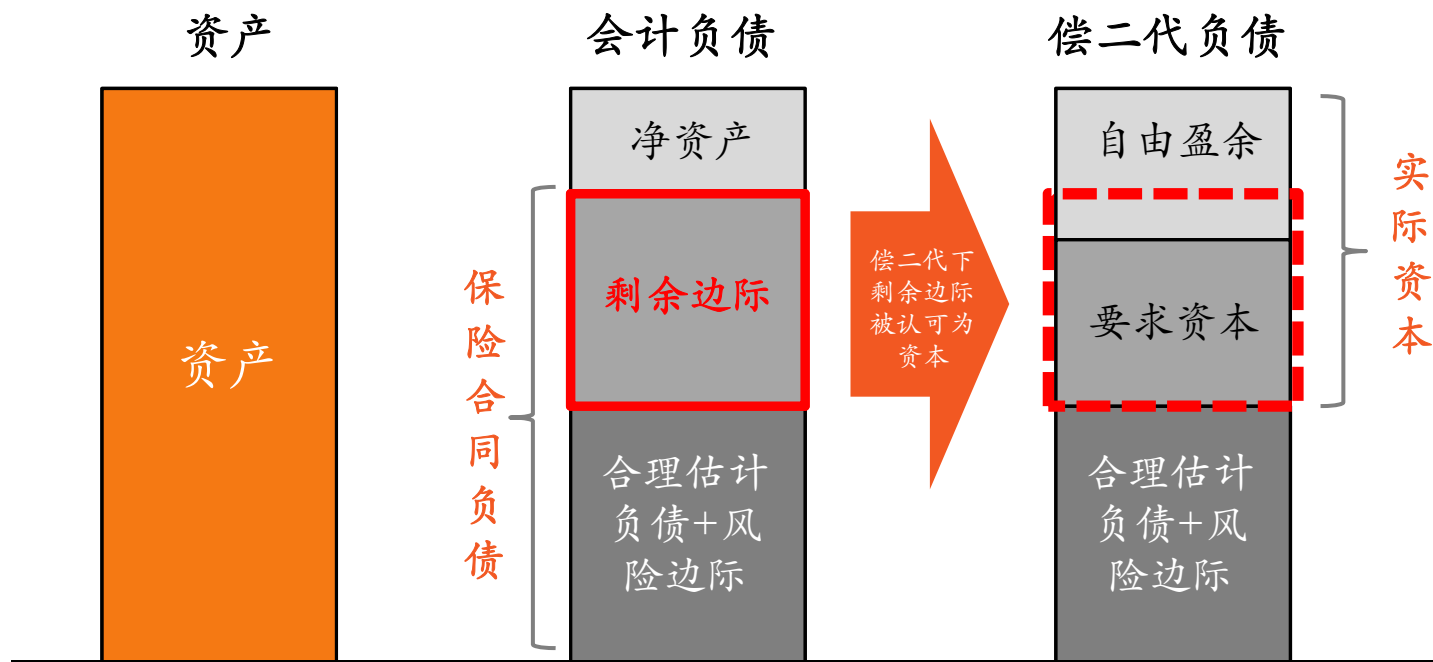 资产
会计负债
偿二代负债
资产
保险合同负债
净资产
剩余边际
合理估计
负债+风
险边际
偿二代下
剩余边际
被认可为
资本
自由盈余
要求资本
合理估计
负债+风
险边际
实际资本